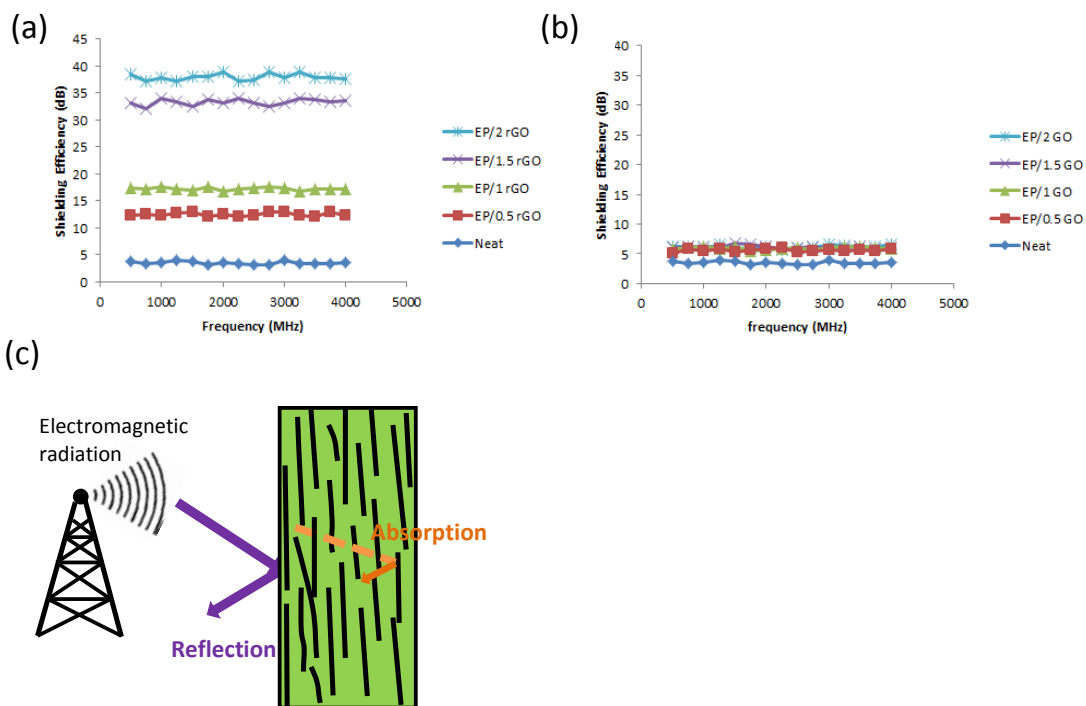 (a)
45
40
35
30
25
20
15
10
5
0
Shielding Efficiency (dB)
0 1000 2000 3000 4000 5000
Frequency (MHz)
EP/2 rGO
EP/1.5 rGO
EP/1 rGO
EP/0.5 rGO
Neat
(b)
40
35
30
25
20
15
10
5
0
Shielding Efficiency (dB)
0 1000 2000 3000 4000 5000
frequency (MHz)
EP/2 GO
EP/1.5 GO
EP/1 GO
EP/0.5 GO
Neat
(c)
Electromagnetic
radiation
Absorption
Reflection